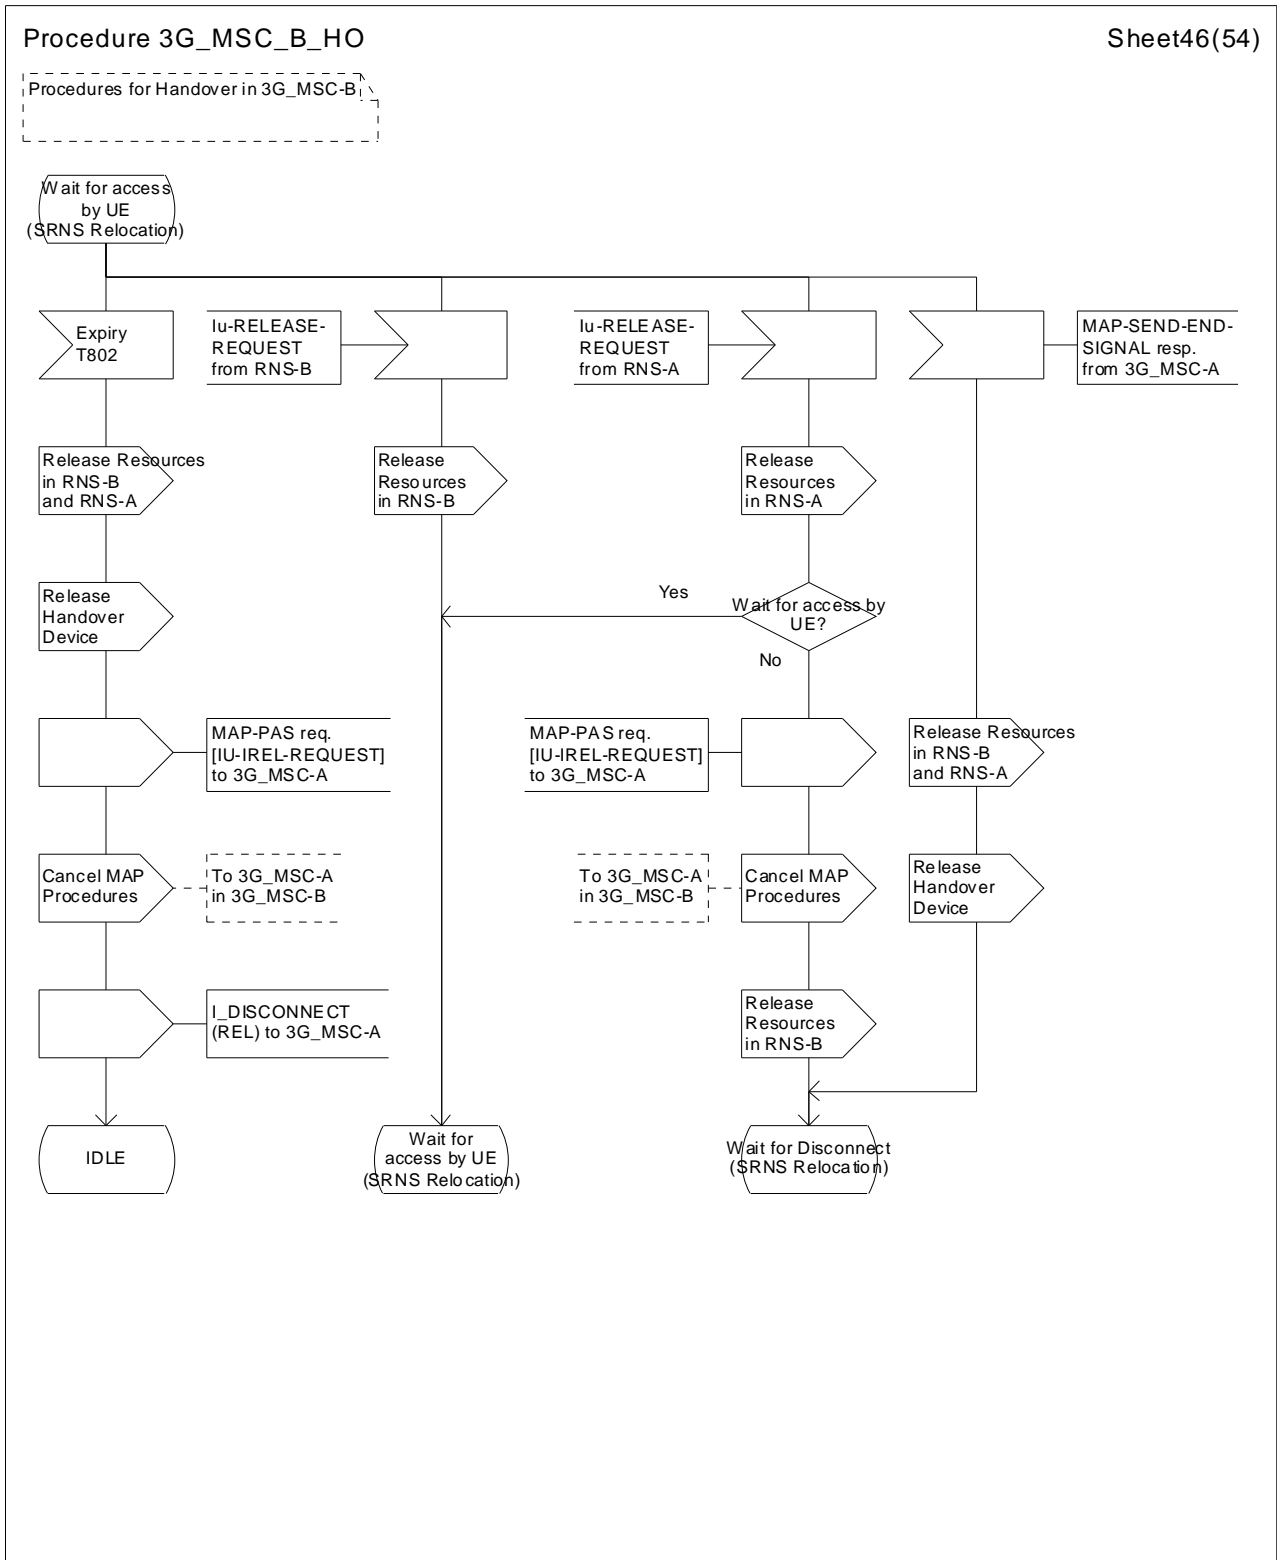 Procedure 3G_MSC_B_HO
Sheet46(54)
Procedures for Handover in 3G_MSC-B
Wait for access
by UE
(SRNS Relocation)
Expiry
T802
Iu-RELEASE-
REQUEST
from RNS-B
Iu-RELEASE-
REQUEST
from RNS-A
MAP-SEND-END-
SIGNAL resp.
from 3G_MSC-A
Release Resources
in RNS-B
and RNS-A
Release
Resources
in RNS-B
Release
Resources
in RNS-A
Release
Handover
Device
Yes
Wait for access by
UE?
No
MAP-PAS req.
[IU-IREL-REQUEST]
to 3G_MSC-A
MAP-PAS req.
[IU-IREL-REQUEST]
to 3G_MSC-A
Release Resources
in RNS-B
and RNS-A
Cancel MAP
Procedures
To 3G_MSC-A
in 3G_MSC-B
To 3G_MSC-A
in 3G_MSC-B
Cancel MAP
Procedures
Release
Handover
Device
I_DISCONNECT
(REL) to 3G_MSC-A
Release
Resources
in RNS-B
IDLE
Wait for
access by UE
(SRNS Relocation)
Wait for Disconnect
(SRNS Relocation)